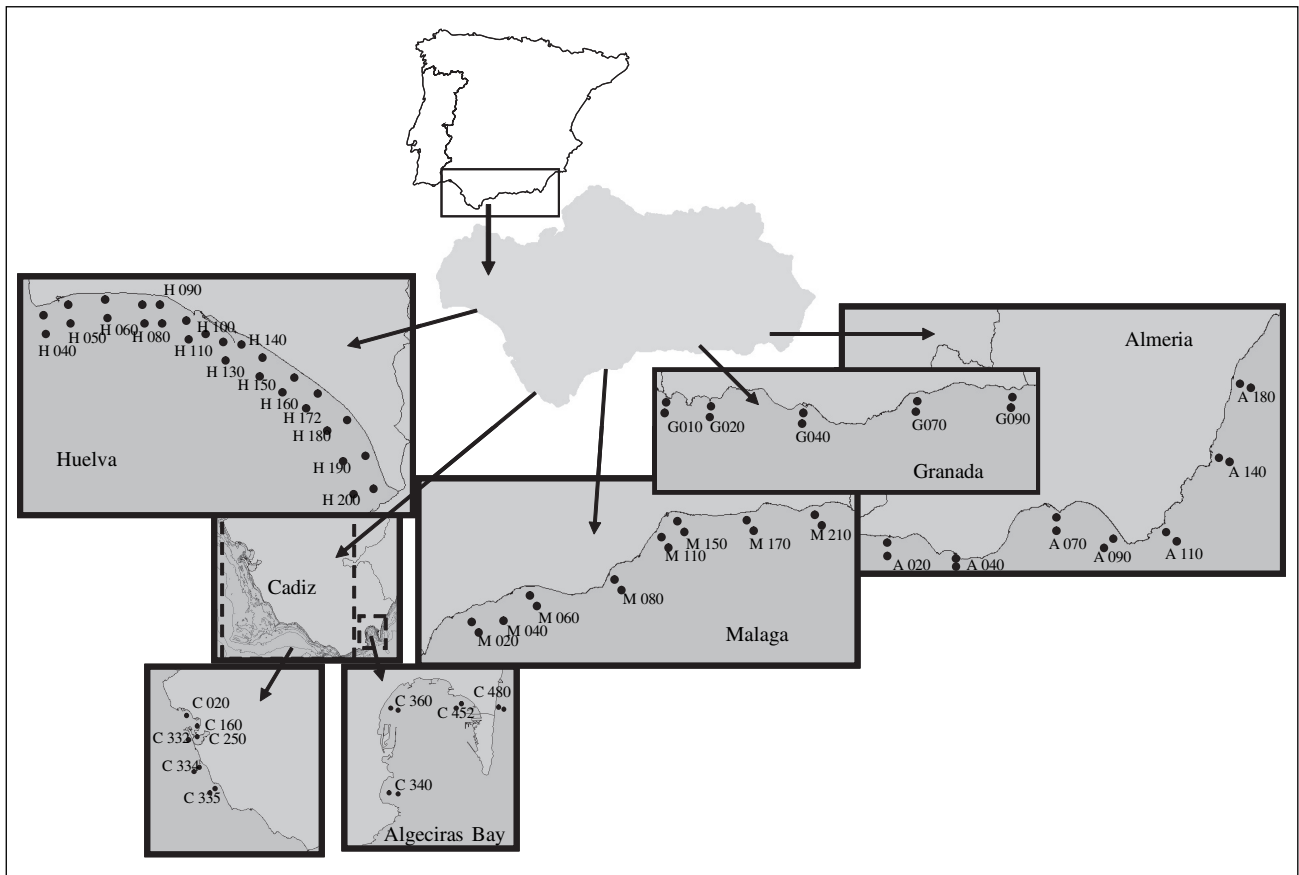 H 090
H 050
H 060
H 080
H 100
H 140
H 040
H 110
H 130
H 150
H 160
H 172
H 180
H 190
H 200
Huelva
Almeria
A 180
A 140
A 070
A 090
A 110
A 020
A 040
G010
G020
G040
G070
G090
Granada
M 210
M 150
M 170
M 110
M 080
M 060
M 040
M 020
Malaga
Cadiz
C 020
C 160
C 332
C 250
C 334
C 335
C 360
C 480
C 452
C 340
Algeciras Bay